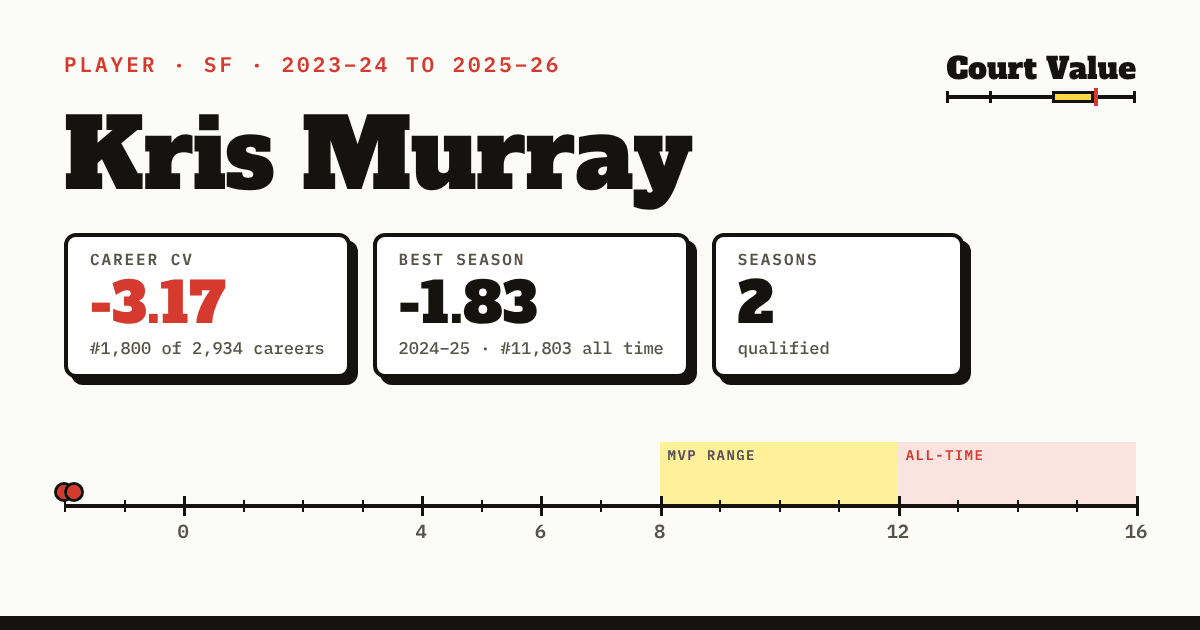 PLAYER · SF · 2023–24 TO 2025–26
Court Value
Kris Murray
CAREER CV
-3.17
#1,800 of 2,934 careers
BEST SEASON
-1.83
2024–25 · #11,803 all time
SEASONS
2
qualified
MVP RANGE
ALL-TIME
0 4 6 8 12 16